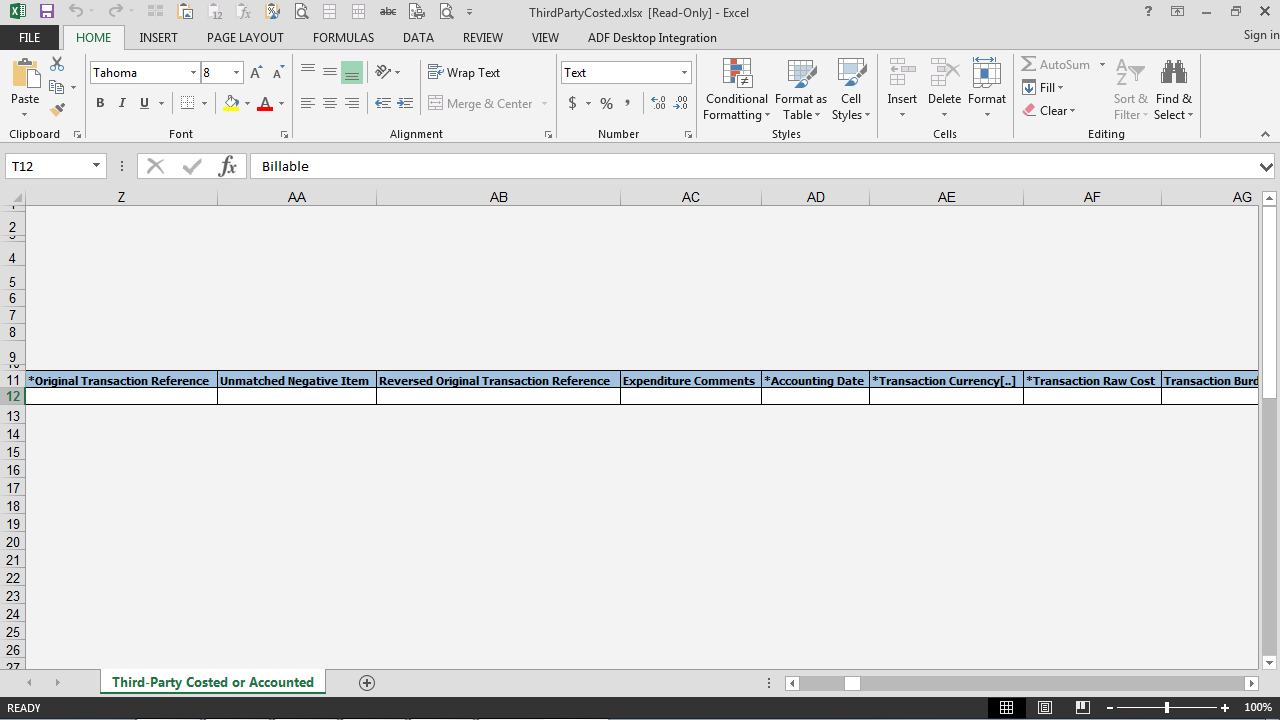 ThirdPartyCosted.xlsx [Read-Only] - Excel
FILE HOME INSERT PAGE LAYOUT FORMULAS DATA REVIEW VIEW ADF Desktop Integration Sign in
Tahoma 8 Wrap Text Text AutoSum
Paste B I U A Merge & Center $ % , Conditional Formatting Format as Table Cell Styles Insert Delete Format Fill Clear Sort & Filter Find & Select
Clipboard Font Alignment Number Styles Cells Editing
T12 fx Billable
Z AA AB AC AD AE AF AG
2
4
5
6
7
8
9
11 *Original Transaction Reference Unmatched Negative Item Reversed Original Transaction Reference Expenditure Comments *Accounting Date *Transaction Currency[..] *Transaction Raw Cost Transaction Burd
12
13
14
15
16
17
18
19
20
21
22
23
24
25
26
27
Third-Party Costed or Accounted
READY 100%